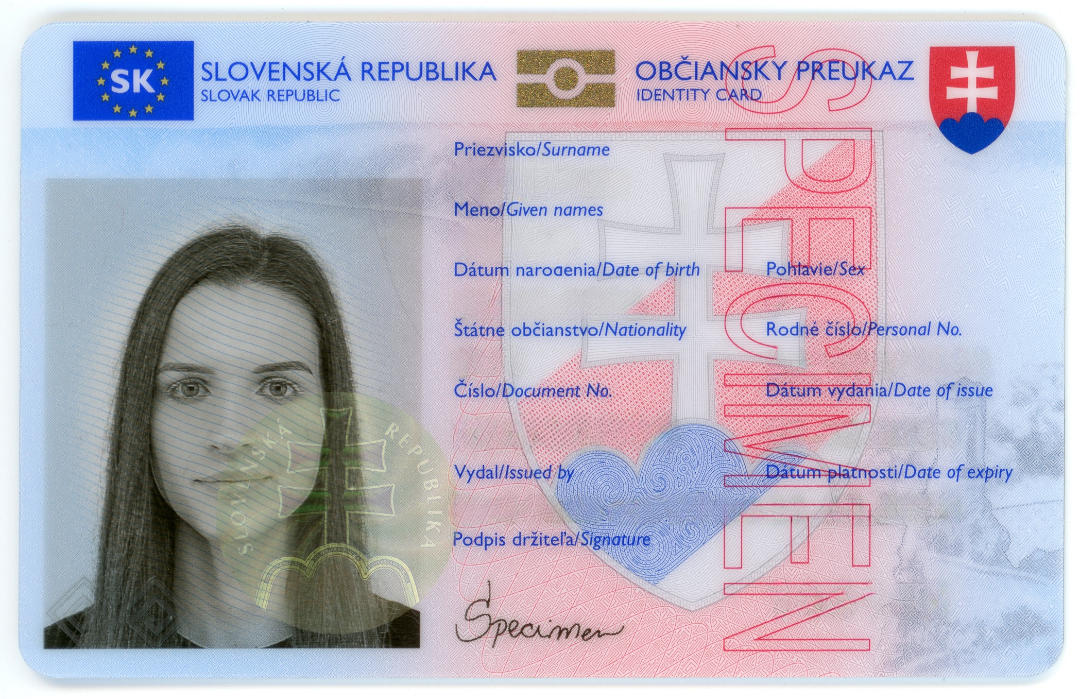 SK
SLOVENSKÁ REPUBLIKA
SLOVAK REPUBLIC
OBČIANSKY PREUKAZ
IDENTITY CARD
Priezvisko/Surname
Meno/Given names
Dátum narodenia/Date of birth
Pohlavie/Sex
Štátne občianstvo/Nationality
Rodné číslo/Personal No.
Číslo/Document No.
Dátum vydania/Date of issue
Vydal/Issued by
Dátum platnosti/Date of expiry
Podpis držiteľa/Signature
Specimen
SPECIMEN
SLOVENSKÁ REPUBLIKA